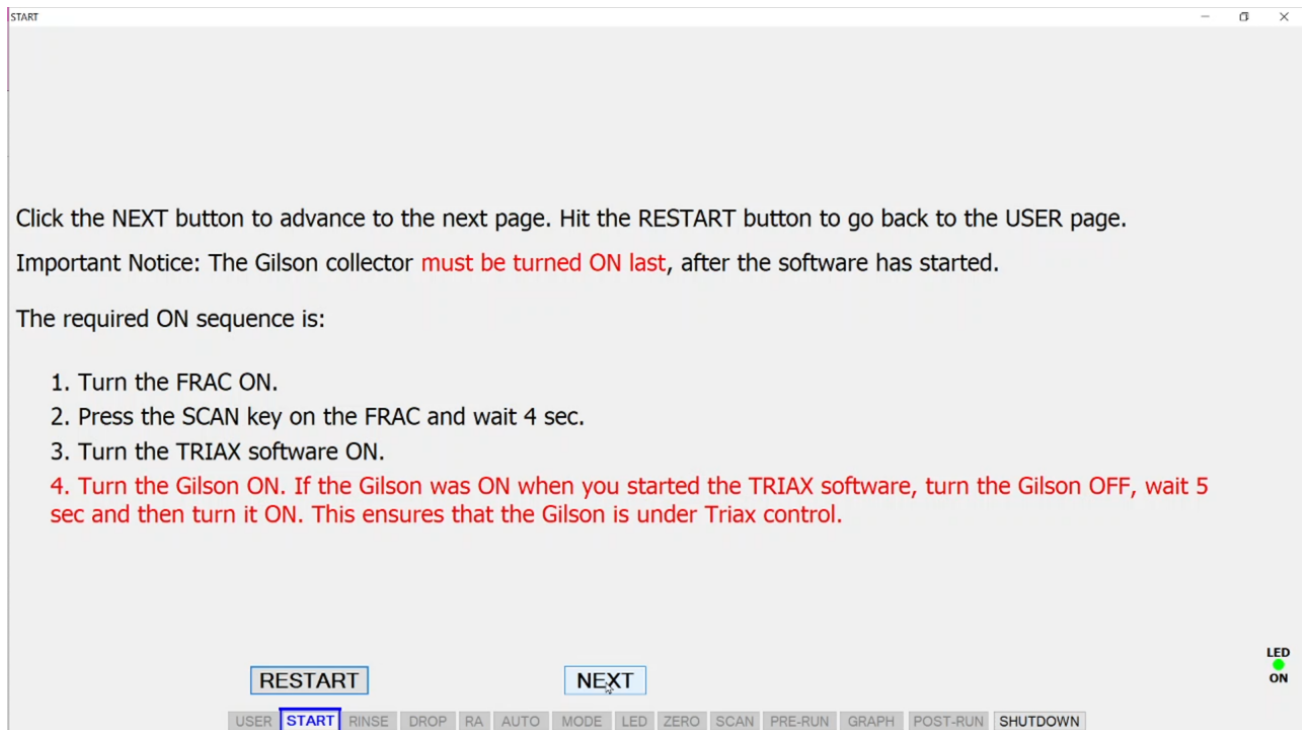 START
Click the NEXT button to advance to the next page. Hit the RESTART button to go back to the USER page.
Important Notice: The Gilson collector must be turned ON last, after the software has started.
The required ON sequence is:
1. Turn the FRAC ON.
2. Press the SCAN key on the FRAC and wait 4 sec.
3. Turn the TRIAX software ON.
4. Turn the Gilson ON. If the Gilson was ON when you started the TRIAX software, turn the Gilson OFF, wait 5
sec and then turn it ON. This ensures that the Gilson is under Triax control.
LED
ON
RESTART NEXT
USER START RINSE DROP RA AUTO MODE LED ZERO SCAN PRE-RUN GRAPH POST-RUN SHUTDOWN